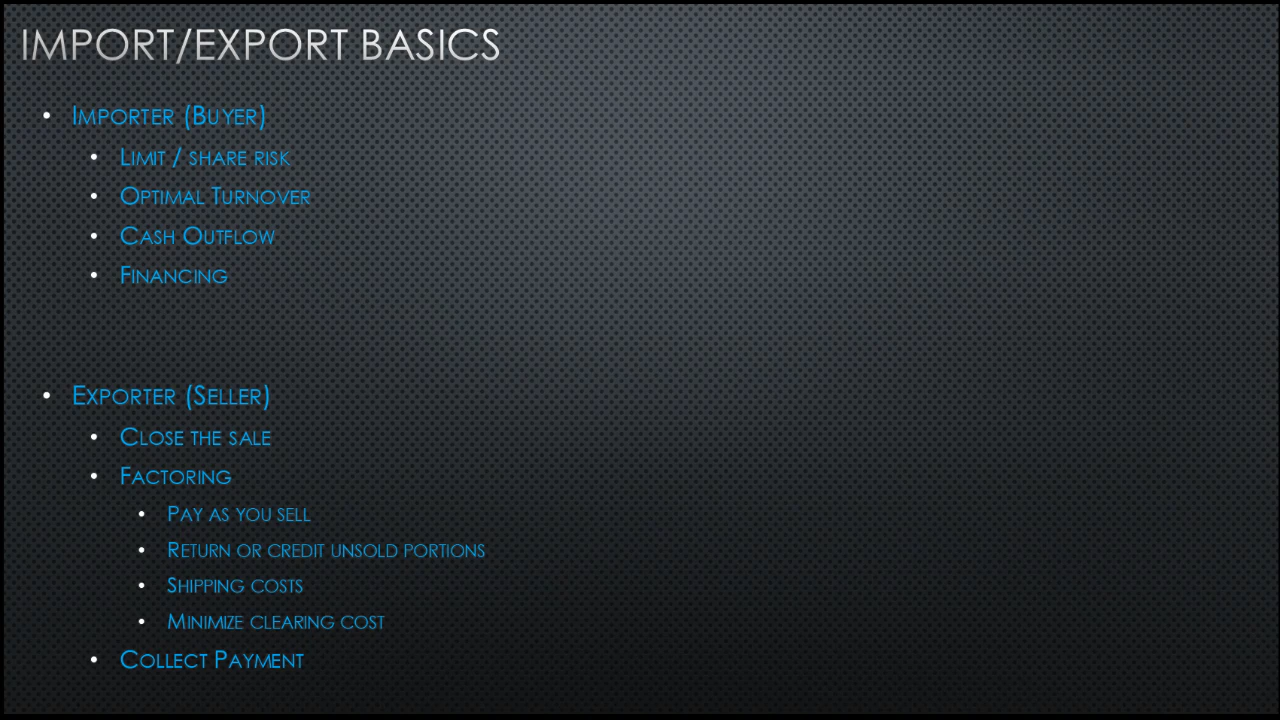 IMPORT/EXPORT BASICS
• Importer (Buyer)
• Limit / share risk
• Optimal Turnover
• Cash Outflow
• Financing
• Exporter (Seller)
• Close the sale
• Factoring
• Pay as you sell
• Return or credit unsold portions
• Shipping costs
• Minimize clearing cost
• Collect Payment